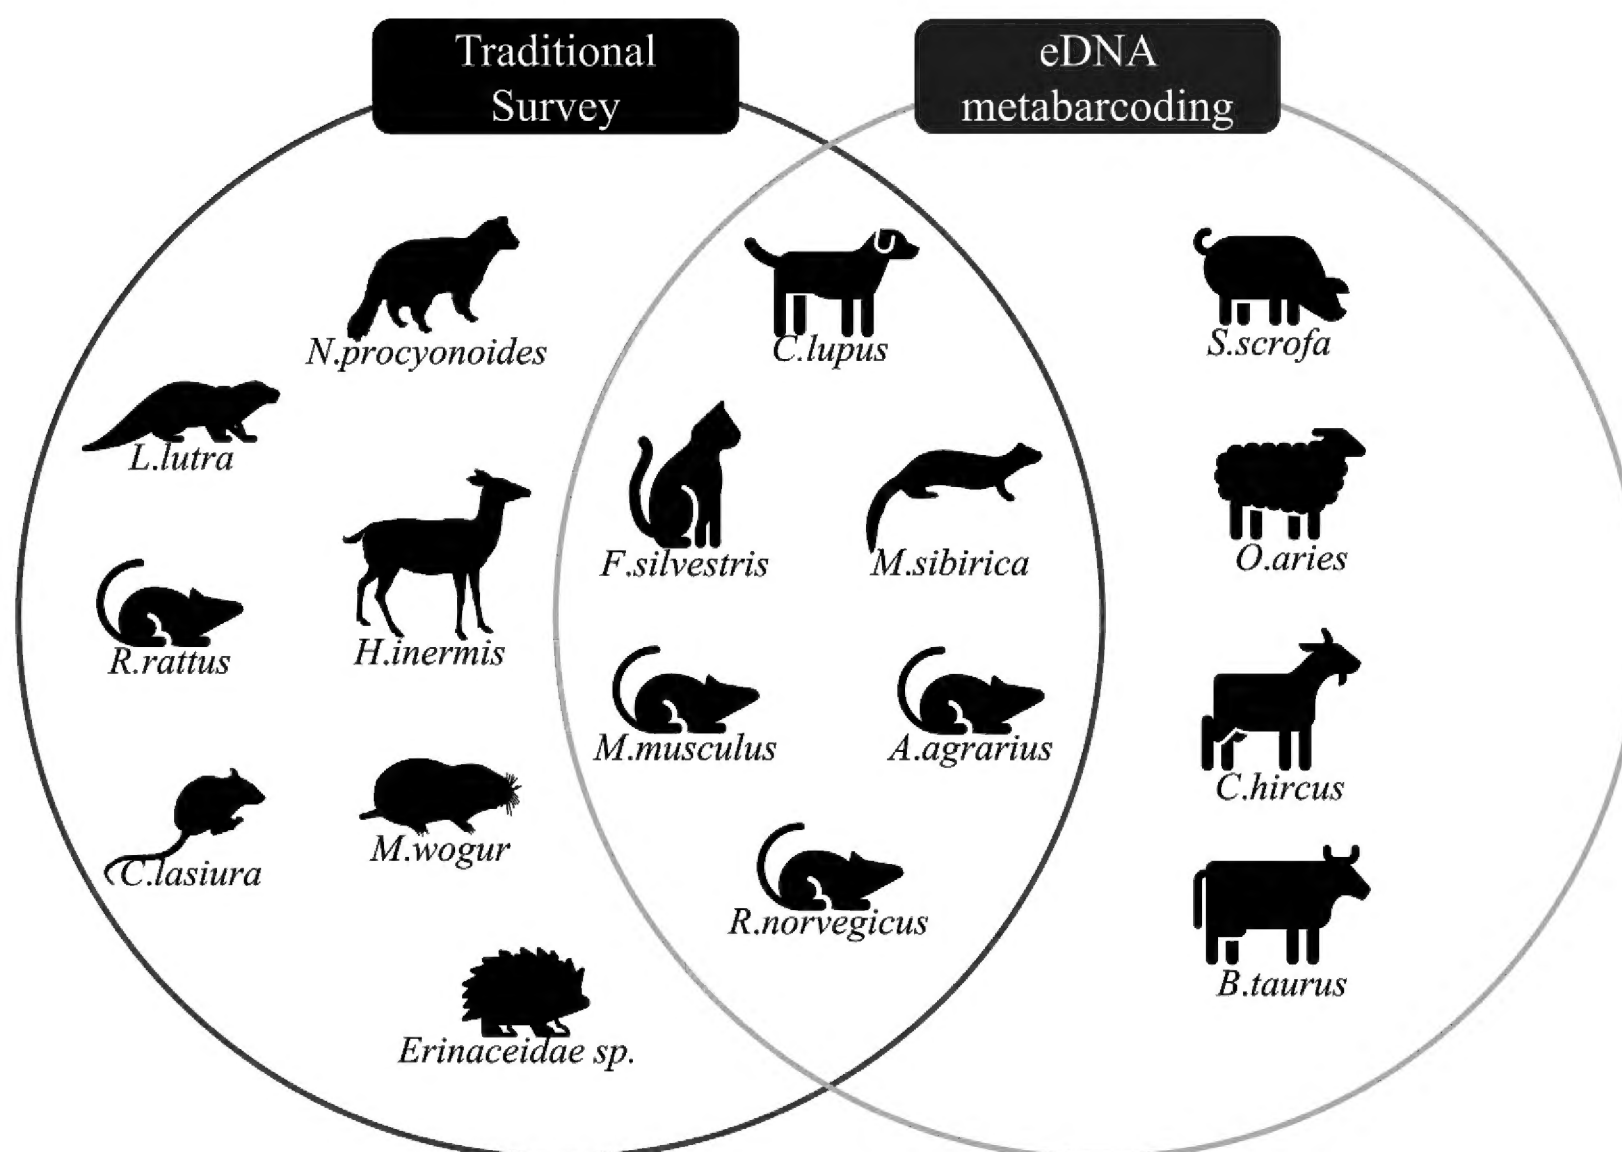 Traditional
Survey
eDNA
metabarcoding
N.procyonoides
C.lupus
S.scrofa
L.lutra
F.silvestris
M.sibirica
O.aries
R.rattus
H.inermis
M.musculus
A.agrarius
C.hircus
C.lasiura
M.wogur
R.norvegicus
B.taurus
Erinaceidae sp.